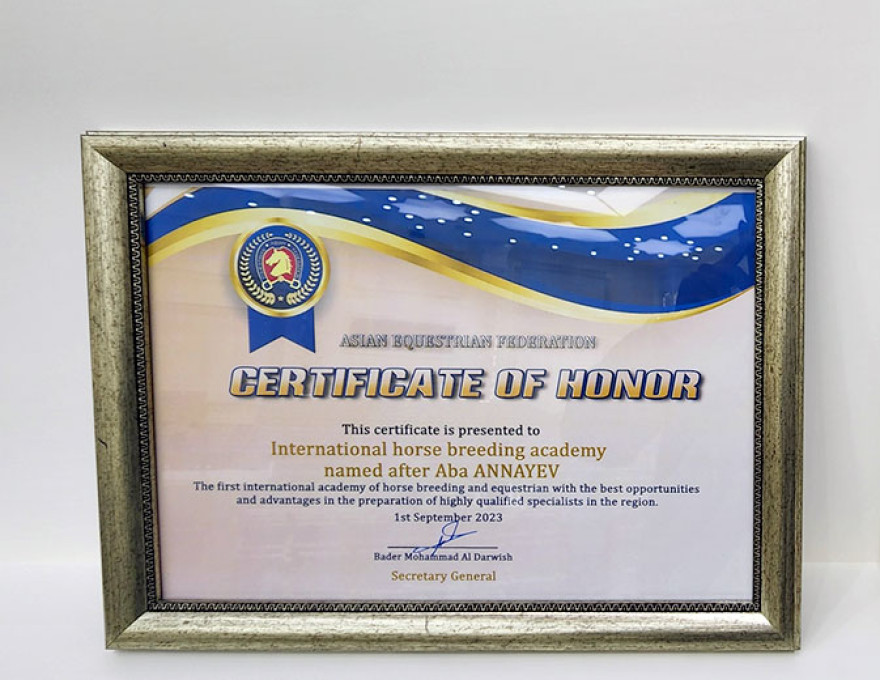 ASIAN EQUESTRIAN FEDERATION
CERTIFICATE OF HONOR
This certificate is presented to
International horse breeding academy
named after Aba ANNAYEV
The first international academy of horse breeding and equestrian with the best opportunities
and advantages in the preparation of highly qualified specialists in the region.
1st September 2023
Bader Mohammad Al Darwish
Secretary General